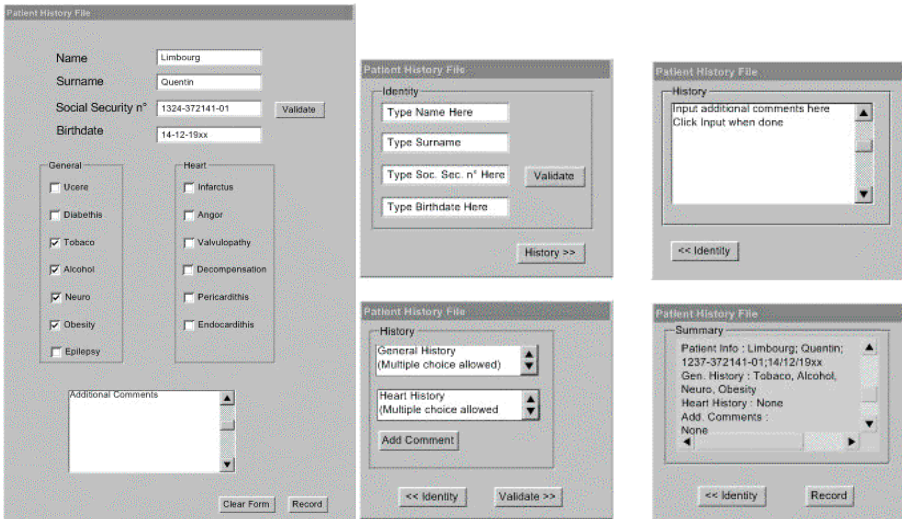 Patient History File
Name Limbourg
Surname Quentin
Social Security n° 1324-372141-01 Validate
Birthdate 14-12-19xx
General
Ucere
Diabethis
Tobaco
Alcohol
Neuro
Obesity
Epilepsy
Heart
Infarctus
Angor
Valvulopathy
Decompensation
Pericardithis
Endocardithis
Additional Comments
Clear Form Record
Patient History File
Identity
Type Name Here
Type Surname
Type Soc. Sec. n° Here Validate
Type Birthdate Here
History >>
Patient History File
History
Input additional comments here
Click Input when done
<< Identity
Patient History File
History
General History
(Multiple choice allowed)
Heart History
(Multiple choice allowed
Add Comment
<< Identity Validate >>
Patient History File
Summary
Patient Info : Limbourg; Quentin;
1237-372141-01;14/12/19xx
Gen. History : Tobaco, Alcohol,
Neuro, Obesity
Heart History : None
Add. Comments :
None
<< Identity Record